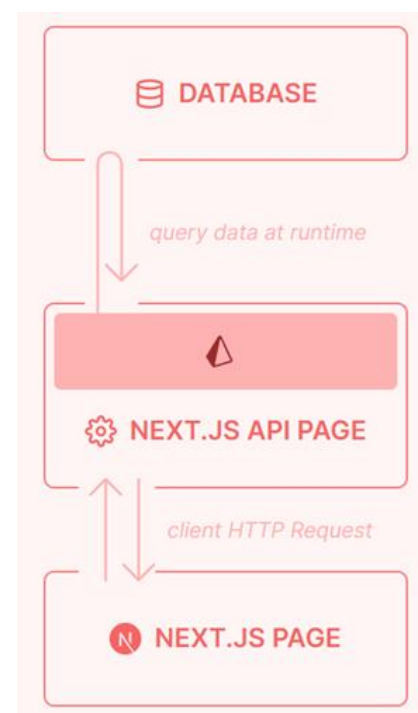 DATABASE
query data at runtime
NEXT.JS API PAGE
client HTTP Request
N NEXT.JS PAGE